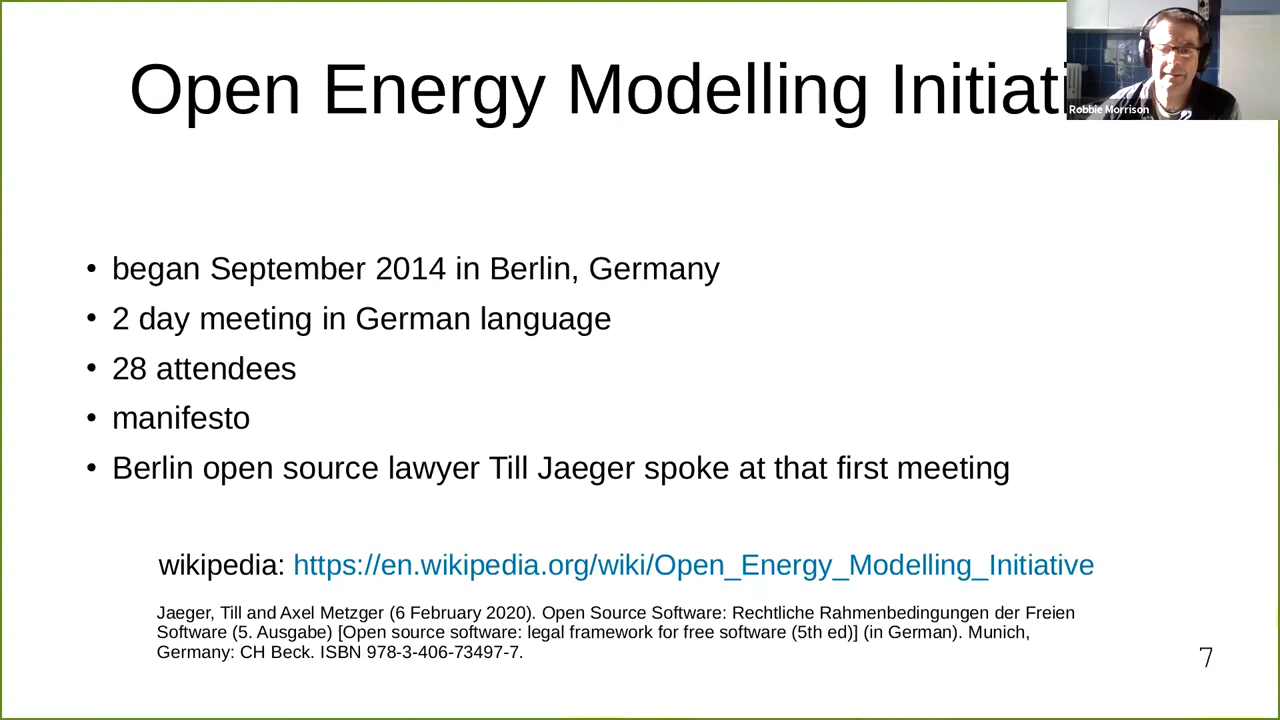 Open Energy Modelling Initiati
Robbie Morrison
• began September 2014 in Berlin, Germany
• 2 day meeting in German language
• 28 attendees
• manifesto
• Berlin open source lawyer Till Jaeger spoke at that first meeting
wikipedia: https://en.wikipedia.org/wiki/Open_Energy_Modelling_Initiative
Jaeger, Till and Axel Metzger (6 February 2020). Open Source Software: Rechtliche Rahmenbedingungen der Freien
Software (5. Ausgabe) [Open source software: legal framework for free software (5th ed)] (in German). Munich,
Germany: CH Beck. ISBN 978-3-406-73497-7.
7